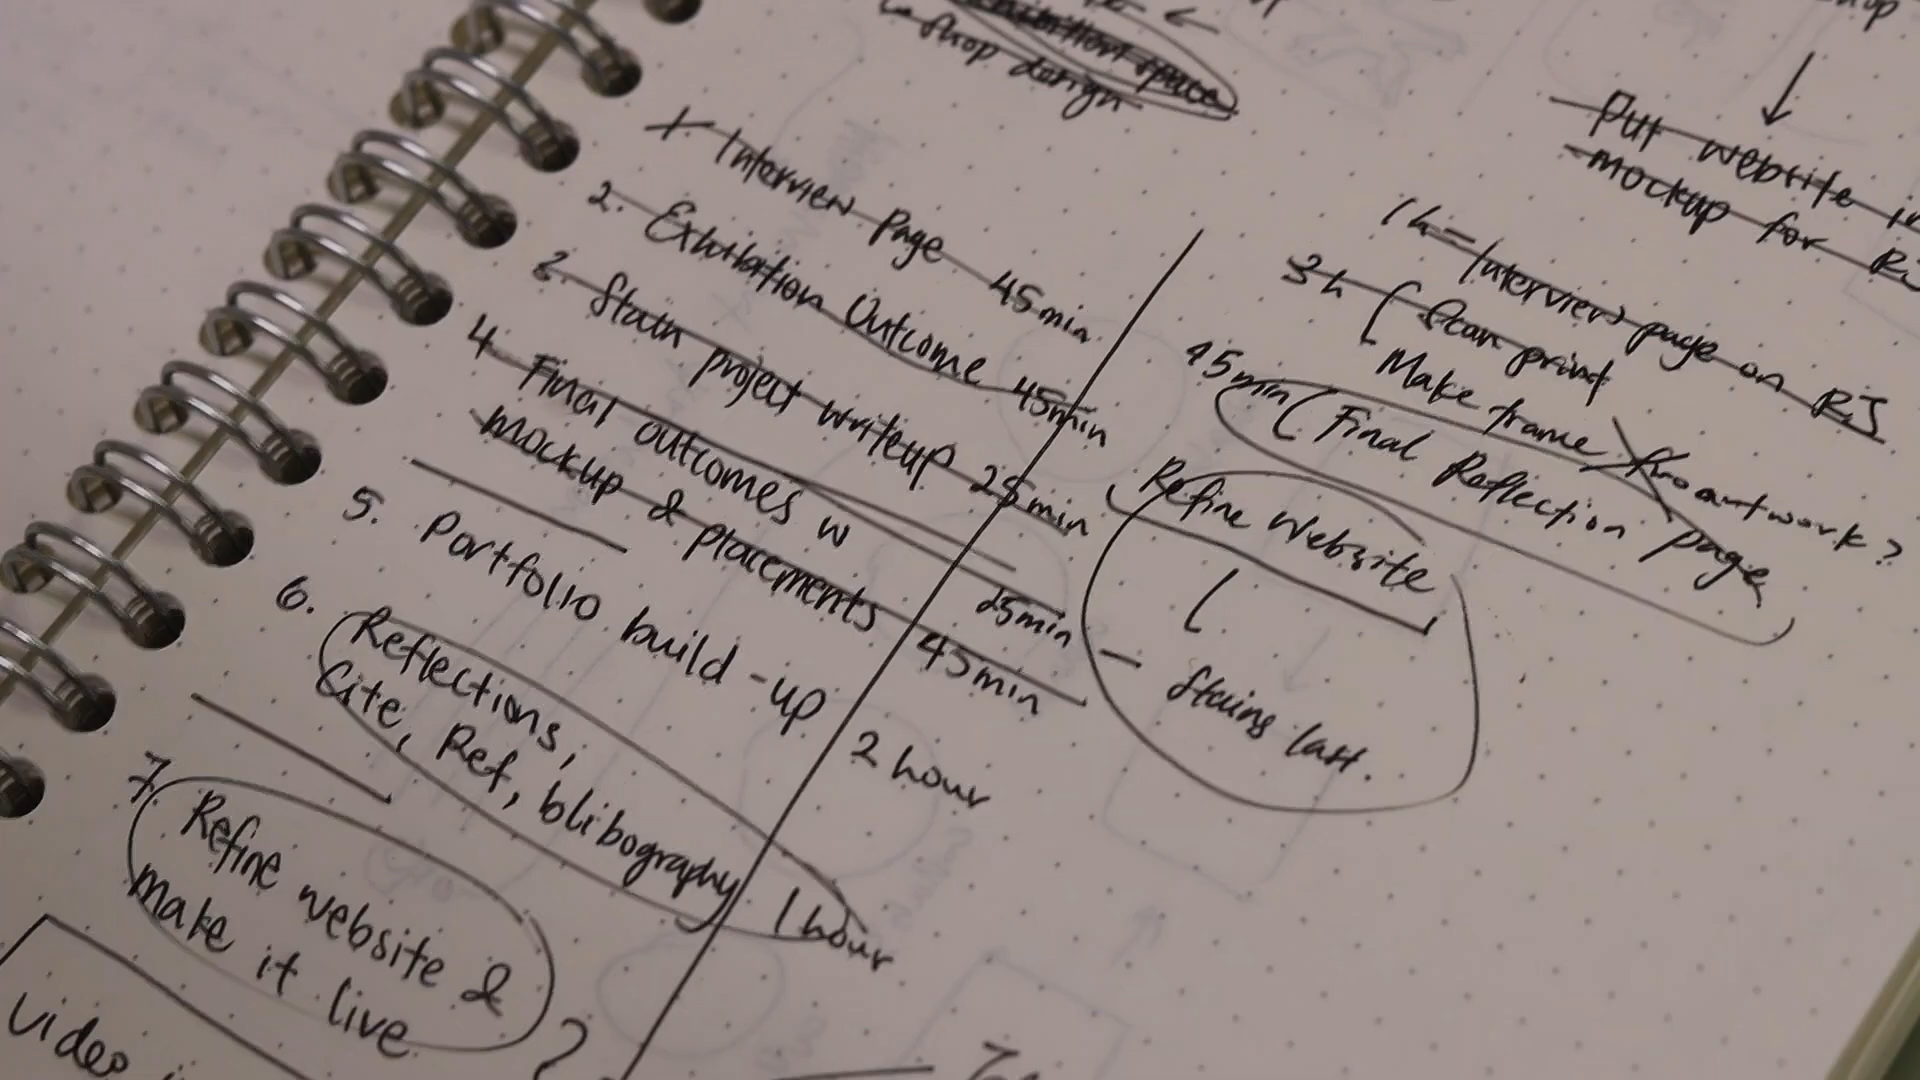 shop design
1. Interview Page 45min
2. Exhibition Outcome 45min
3. Stain project writeup 25min
4. Final outcomes w 25min
mockup & placements 45min
5. Portfolio build-up 2 hour
6. Reflections,
Cite, Ref, blibography 1 hour
7. Refine website &
make it live
video
Put website in
mockup for RJ
1h - Interview page on RJ
3h ( Scan print
Make frame for artwork?
45min ( Final Reflection page
Refine Website
Stains last.